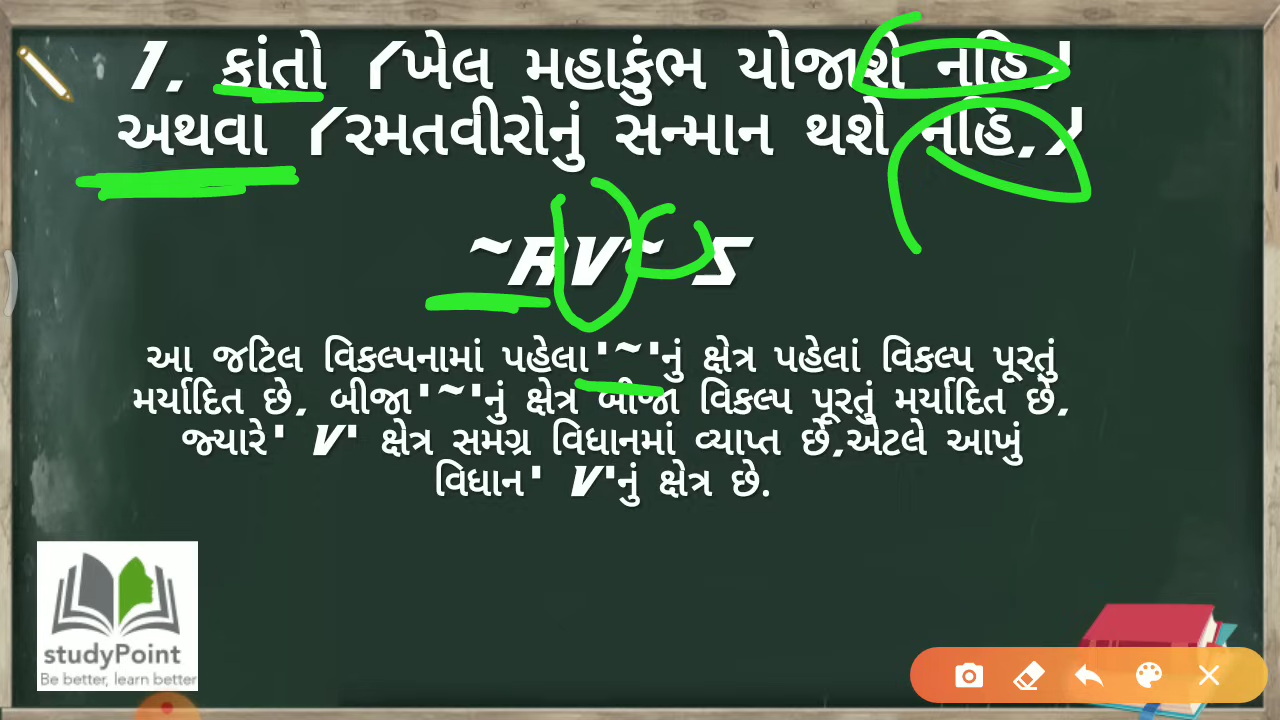 1. કાંતો (ખેલ મહાકુંભ યોજાશે નહિ.)
અથવા (રમતવીરોનું સન્માન થશે નહિ.)
~RV~ S
આ જટિલ વિકલ્પનામાં પહેલા'~'નું ક્ષેત્ર પહેલાં વિકલ્પ પૂરતું
મર્યાદિત છે. બીજા'~'નું ક્ષેત્ર બીજા વિકલ્પ પૂરતું મર્યાદિત છે.
જ્યારે' V' ક્ષેત્ર સમગ્ર વિધાનમાં વ્યાપ્ત છે.એટલે આખું
વિધાન' V'નું ક્ષેત્ર છે.
studyPoint
Be better, learn better